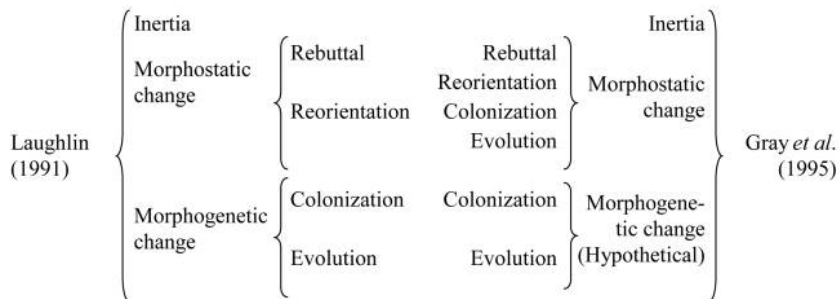 Inertia
Morphostatic
change
Rebuttal
Reorientation
Laughlin
(1991)
Morphogenetic
change
Colonization
Evolution
Inertia
Rebuttal
Reorientation
Colonization
Evolution
Morphostatic
change
Gray et al.
(1995)
Colonization
Evolution
Morphogene-
tic change
(Hypothetical)